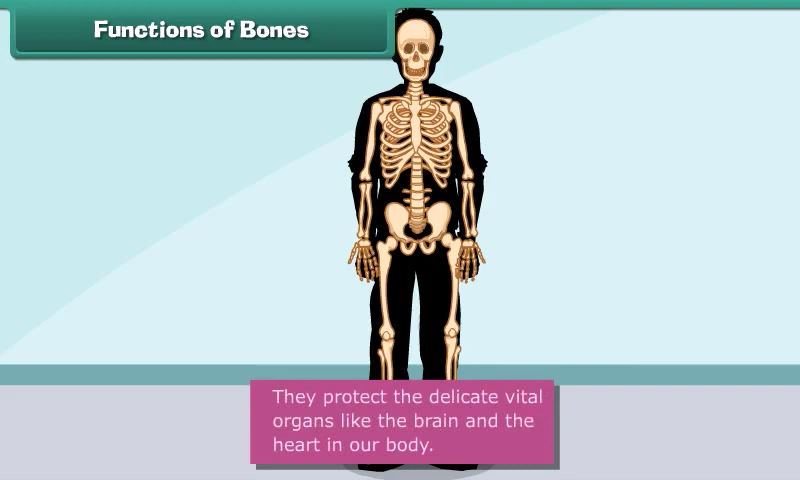 Functions of Bones
They protect the delicate vital
organs like the brain and the
heart in our body.